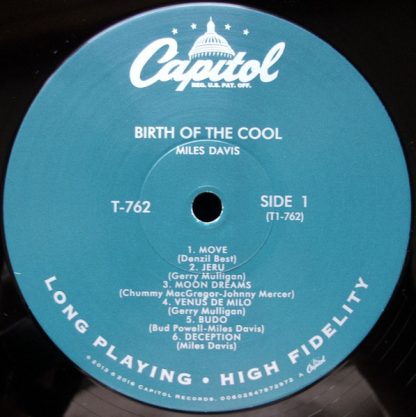 Capitol
REG. U.S. PAT. OFF.
BIRTH OF THE COOL
MILES DAVIS
T-762
SIDE 1
(T1-762)
1. MOVE
(Denzil Best)
2. JERU
(Gerry Mulligan)
3. MOON DREAMS
(Chummy MacGregor-Johnny Mercer)
4. VENUS DE MILO
(Gerry Mulligan)
5. BUDO
(Bud Powell-Miles Davis)
6. DECEPTION
(Miles Davis)
LONG PLAYING • HIGH FIDELITY
CAPITOL RECORDS.
Capitol